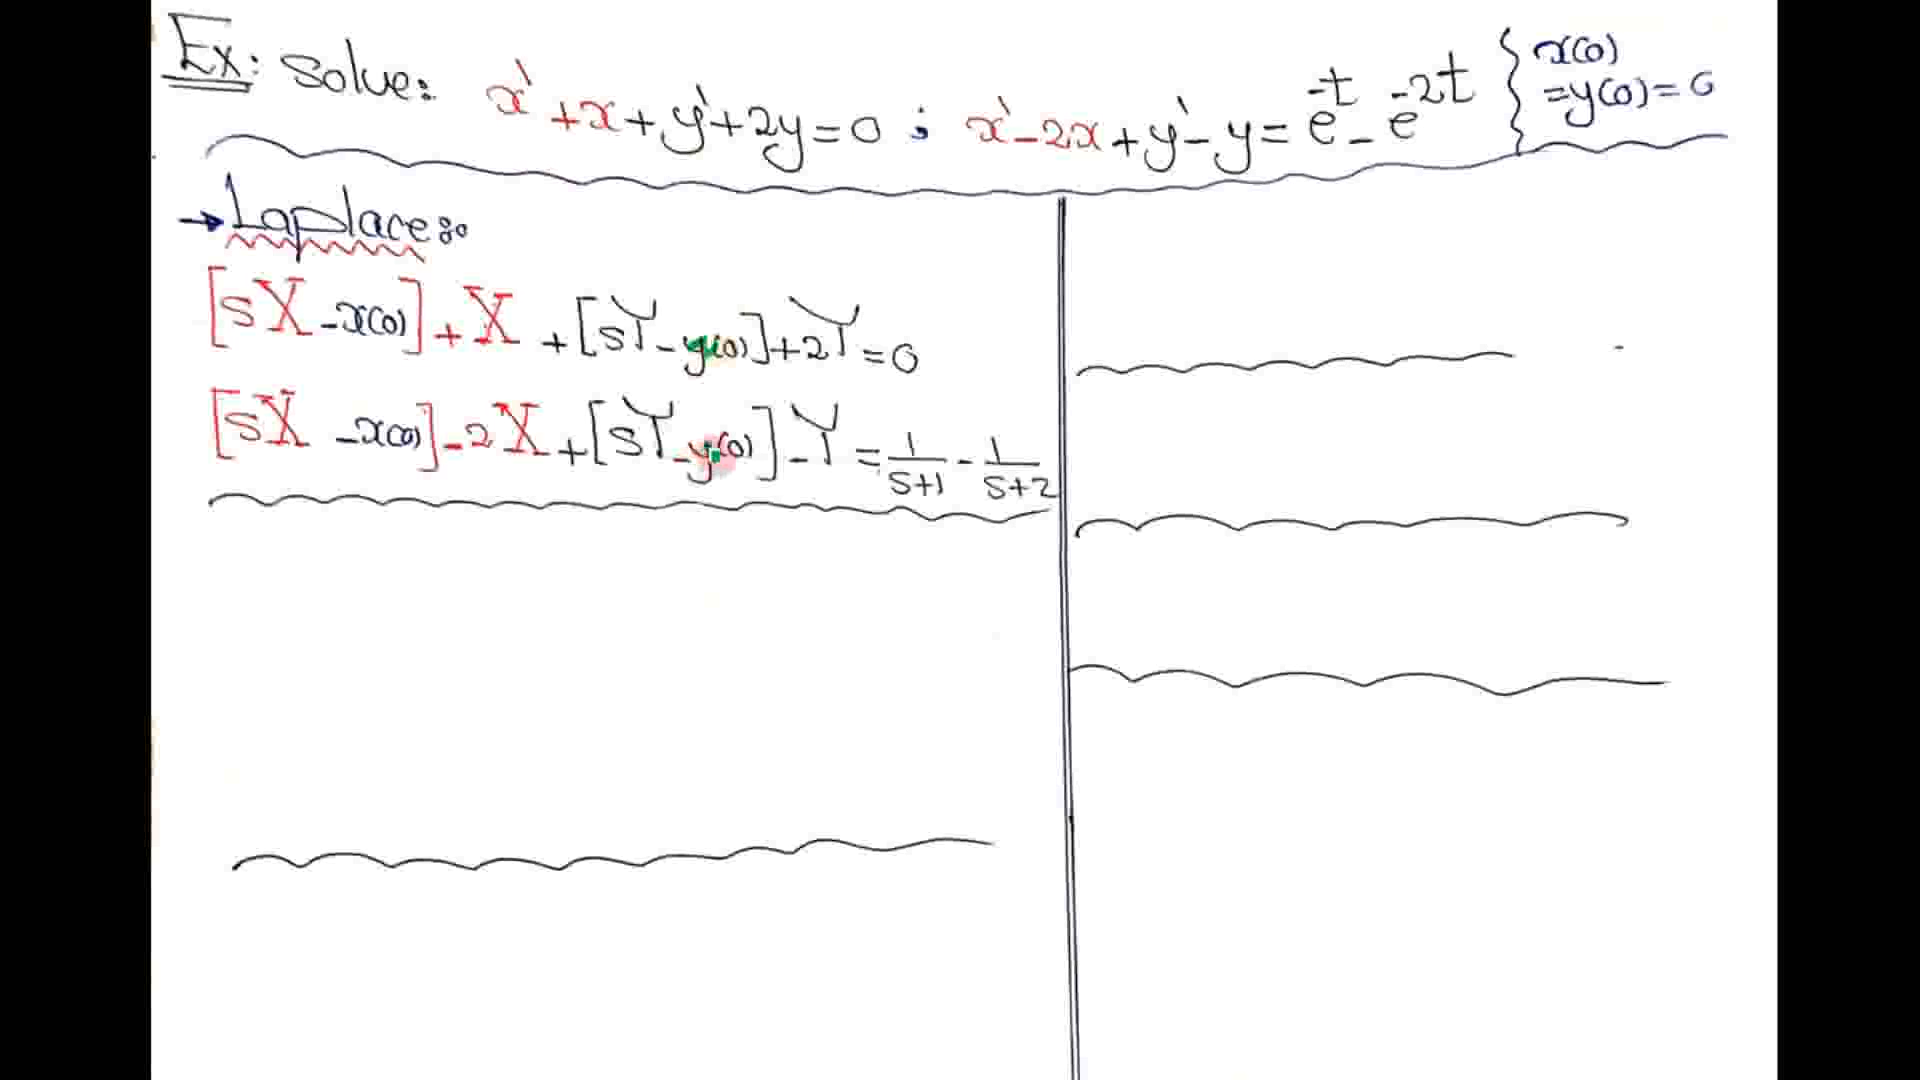 Ex: Solve: x'+x+y'+2y=0 ; x'-2x+y'-y=e^-t - e^-2t { x(0)
=y(0)=0
→ Laplace:
[sX-x(0)]+X+[sY-y(0)]+2Y=0
[sX-x(0)]-2X+[sY-y(0)]-Y=1/(s+1) - 1/(s+2)